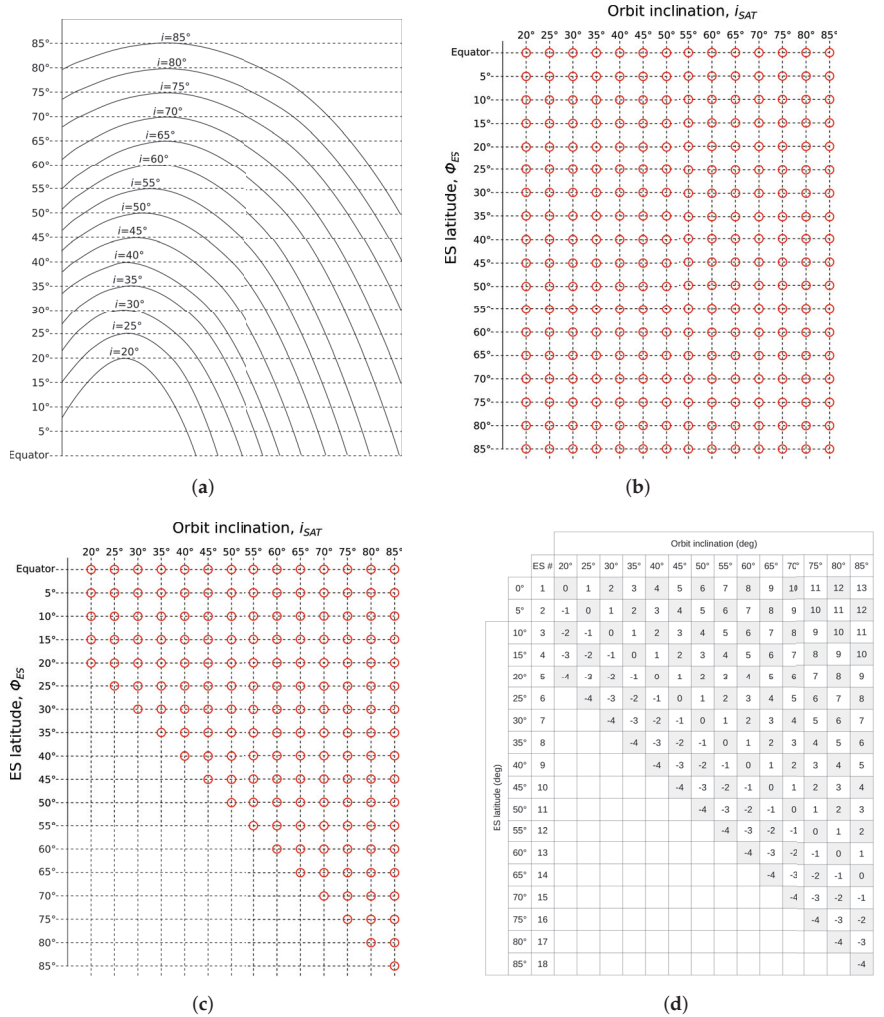 85°
80°
75°
70°
65°
60°
55°
50°
45°
40°
35°
30°
25°
20°
15°
10°
5°
Equator
i=85°
i=80°
i=75°
i=70°
i=65°
i=60°
i=55°
i=50°
i=45°
i=40°
i=35°
i=30°
i=25°
i=20°
(a)
Orbit inclination, iSAT
20° 25° 30° 35° 40° 45° 50° 55° 60° 65° 70° 75° 80° 85°
ES latitude, ΦES
Equator
5°
10°
15°
20°
25°
30°
35°
40°
45°
50°
55°
60°
65°
70°
75°
80°
85°
(b)
Orbit inclination, iSAT
20° 25° 30° 35° 40° 45° 50° 55° 60° 65° 70° 75° 80° 85°
ES latitude, ΦES
Equator
5°
10°
15°
20°
25°
30°
35°
40°
45°
50°
55°
60°
65°
70°
75°
80°
85°
(c)
Orbit inclination (deg)
ES # 20° 25° 30° 35° 40° 45° 50° 55° 60° 65° 70° 75° 80° 85°
ES latitude (deg)
0° 1 0 1 2 3 4 5 6 7 8 9 10 11 12 13
5° 2 -1 0 1 2 3 4 5 6 7 8 9 10 11 12
10° 3 -2 -1 0 1 2 3 4 5 6 7 8 9 10 11
15° 4 -3 -2 -1 0 1 2 3 4 5 6 7 8 9 10
20° 5 -4 -3 -2 -1 0 1 2 3 4 5 6 7 8 9
25° 6 -4 -3 -2 -1 0 1 2 3 4 5 6 7 8
30° 7 -4 -3 -2 -1 0 1 2 3 4 5 6 7
35° 8 -4 -3 -2 -1 0 1 2 3 4 5 6
40° 9 -4 -3 -2 -1 0 1 2 3 4 5
45° 10 -4 -3 -2 -1 0 1 2 3 4
50° 11 -4 -3 -2 -1 0 1 2 3
55° 12 -4 -3 -2 -1 0 1 2
60° 13 -4 -3 -2 -1 0 1
65° 14 -4 -3 -2 -1 0
70° 15 -4 -3 -2 -1
75° 16 -4 -3 -2
80° 17 -4 -3
85° 18 -4
(d)